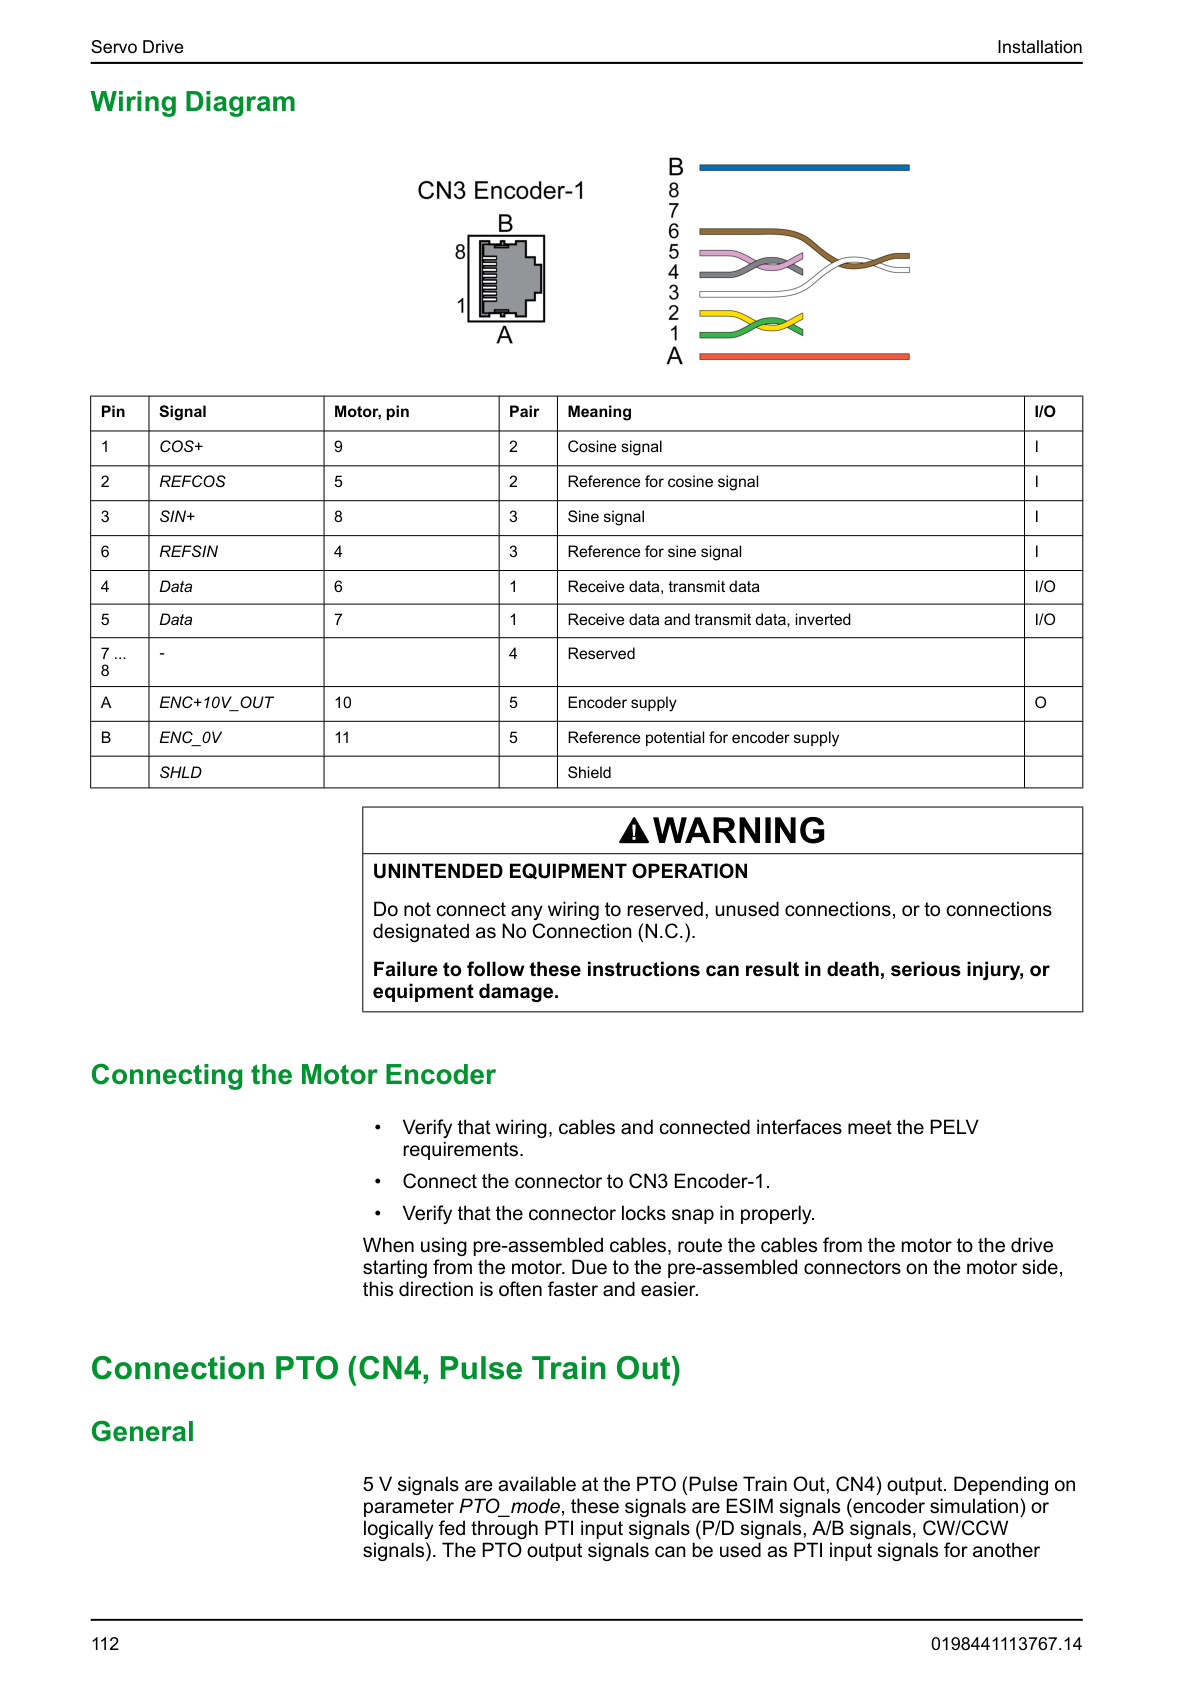 Servo Drive Installation
Wiring Diagram
CN3 Encoder-1
B
8
1
A
B
8
7
6
5
4
3
2
1
A
Pin Signal Motor, pin Pair Meaning I/O
1 COS+ 9 2 Cosine signal I
2 REFCOS 5 2 Reference for cosine signal I
3 SIN+ 8 3 Sine signal I
6 REFSIN 4 3 Reference for sine signal I
4 Data 6 1 Receive data, transmit data I/O
5 Data 7 1 Receive data and transmit data, inverted I/O
7 ... - 4 Reserved
8
A ENC+10V_OUT 10 5 Encoder supply O
B ENC_0V 11 5 Reference potential for encoder supply
SHLD Shield
WARNING
UNINTENDED EQUIPMENT OPERATION
Do not connect any wiring to reserved, unused connections, or to connections
designated as No Connection (N.C.).
Failure to follow these instructions can result in death, serious injury, or
equipment damage.
Connecting the Motor Encoder
• Verify that wiring, cables and connected interfaces meet the PELV
requirements.
• Connect the connector to CN3 Encoder-1.
• Verify that the connector locks snap in properly.
When using pre-assembled cables, route the cables from the motor to the drive
starting from the motor. Due to the pre-assembled connectors on the motor side,
this direction is often faster and easier.
Connection PTO (CN4, Pulse Train Out)
General
5 V signals are available at the PTO (Pulse Train Out, CN4) output. Depending on
parameter PTO_mode, these signals are ESIM signals (encoder simulation) or
logically fed through PTI input signals (P/D signals, A/B signals, CW/CCW
signals). The PTO output signals can be used as PTI input signals for another
112 0198441113767.14